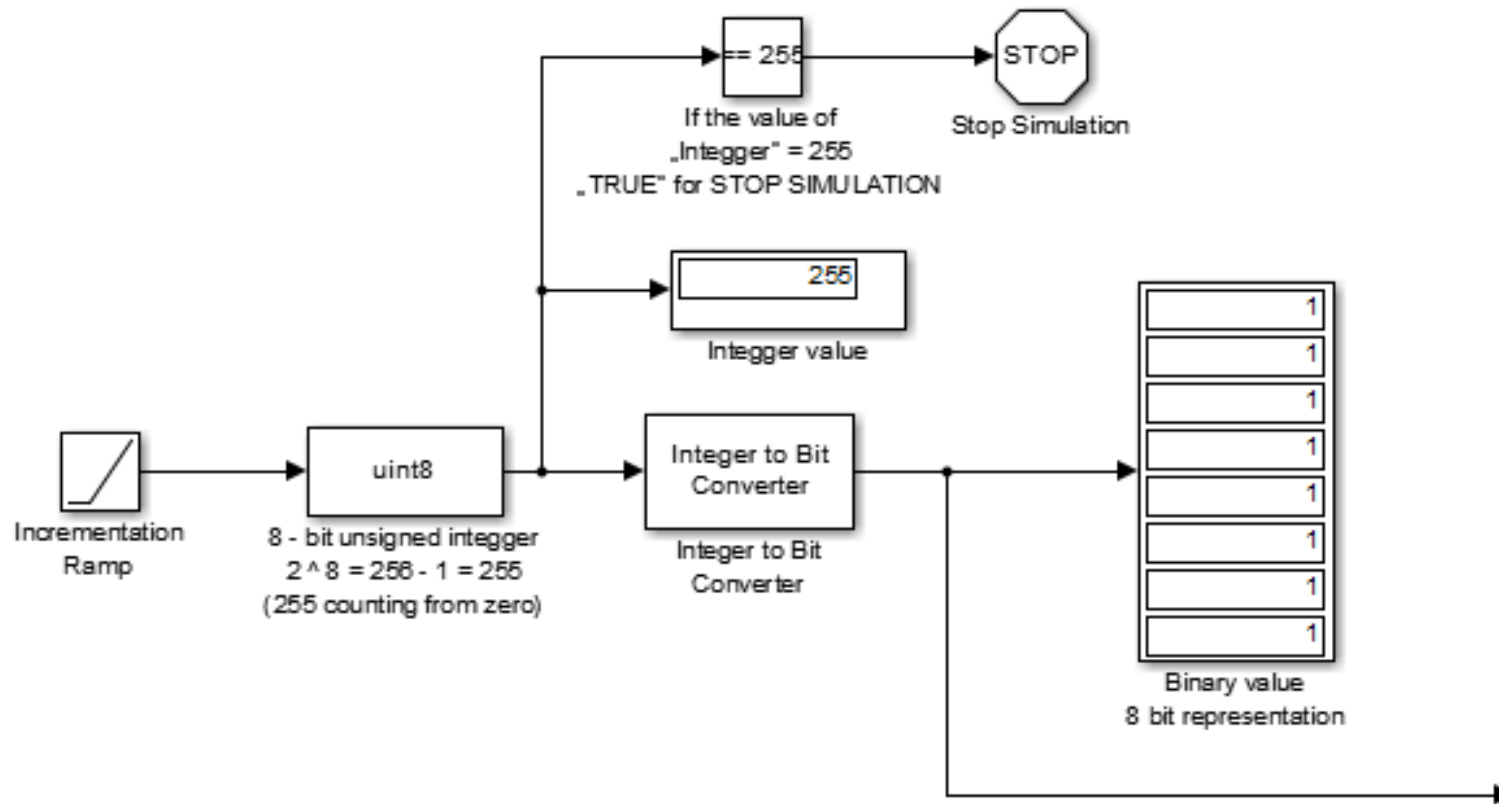 == 255
STOP
If the value of
„Integger" = 255
„TRUE" for STOP SIMULATION
Stop Simulation
255
Integger value
1
1
1
1
1
1
1
1
Binary value
8 bit representation
Incrementation
Ramp
uint8
8 - bit unsigned integger
2 ^ 8 = 256 - 1 = 255
(255 counting from zero)
Integer to Bit
Converter
Integer to Bit
Converter